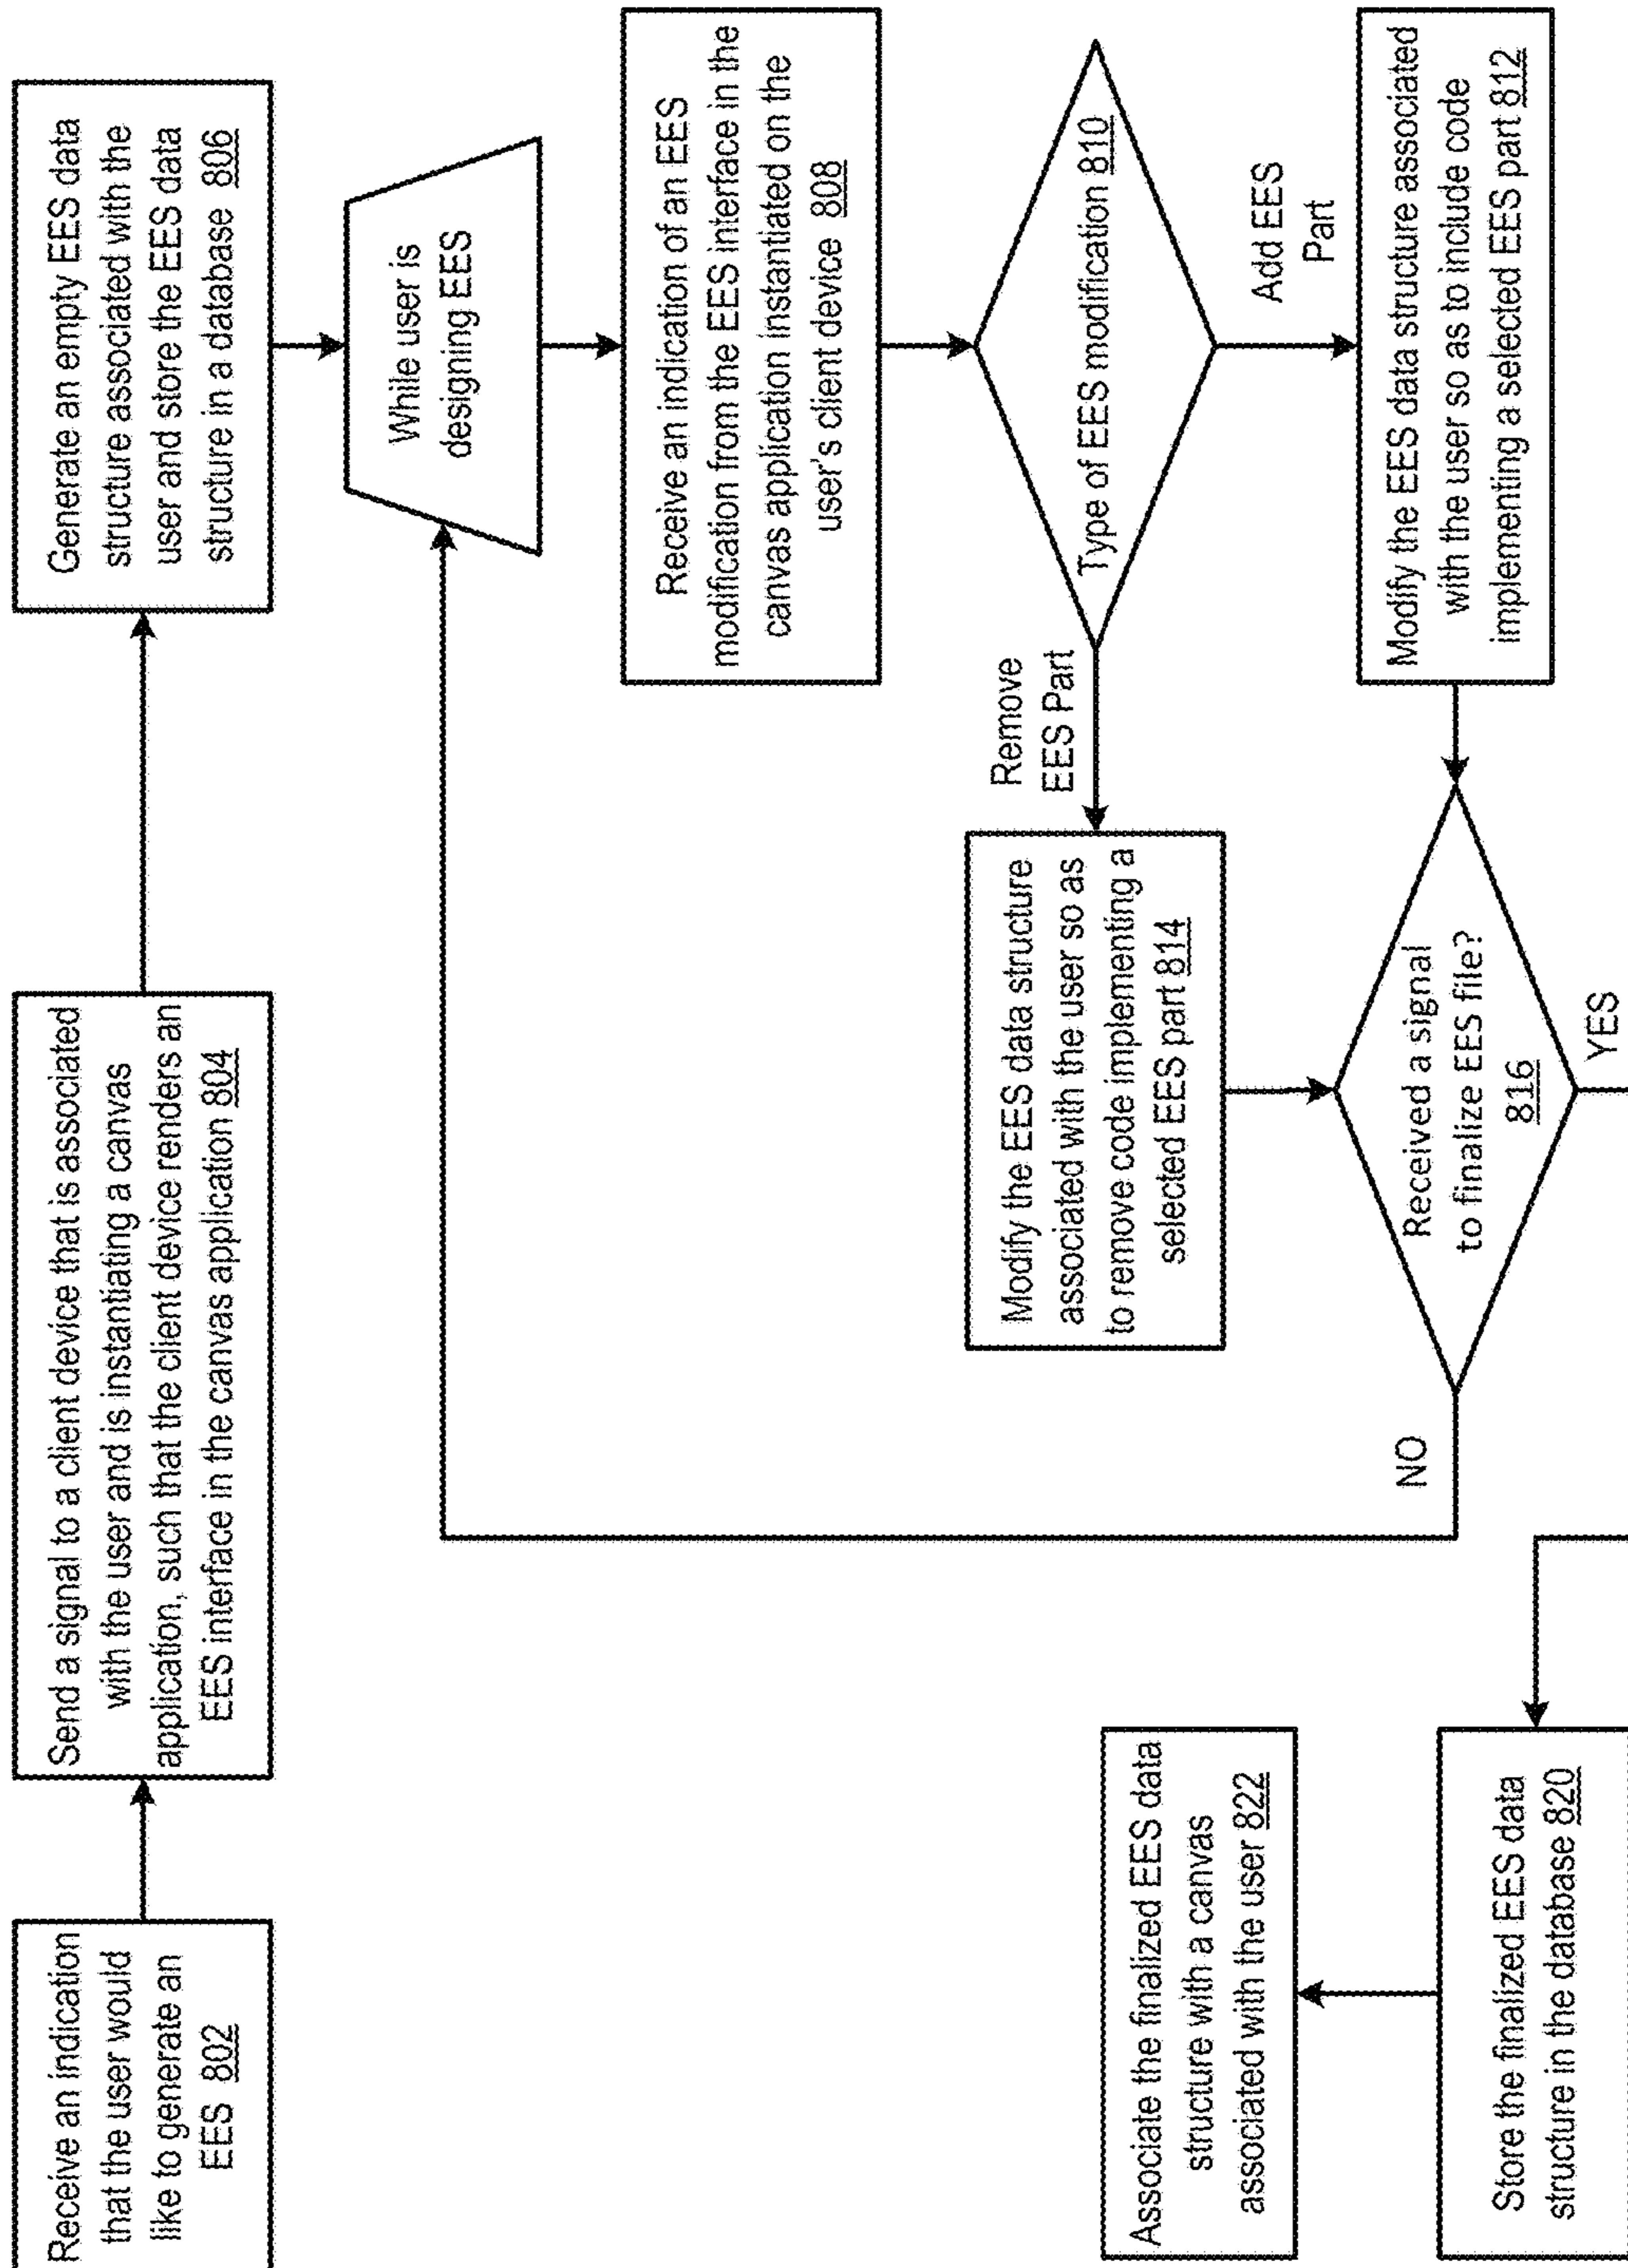 Receive an indication
that the user would
like to generate an
EES 802
Send a signal to a client device that is associated
with the user and is instantiating a canvas
application, such that the client device renders an
EES interface in the canvas application 804
Generate an empty EES data
structure associated with the
user and store the EES data
structure in a database 806
While user is
designing EES
Receive an indication of an EES
modification from the EES interface in the
canvas application instantiated on the
user's client device 808
Type of EES modification 810
Remove
EES Part
Add EES
Part
Modify the EES data structure
associated with the user so as
to remove code implementing a
selected EES part 814
Modify the EES data structure associated
with the user so as to include code
implementing a selected EES part 812
Received a signal
to finalize EES file?
816
NO
YES
Store the finalized EES data
structure in the database 820
Associate the finalized EES data
structure with a canvas
associated with the user 822